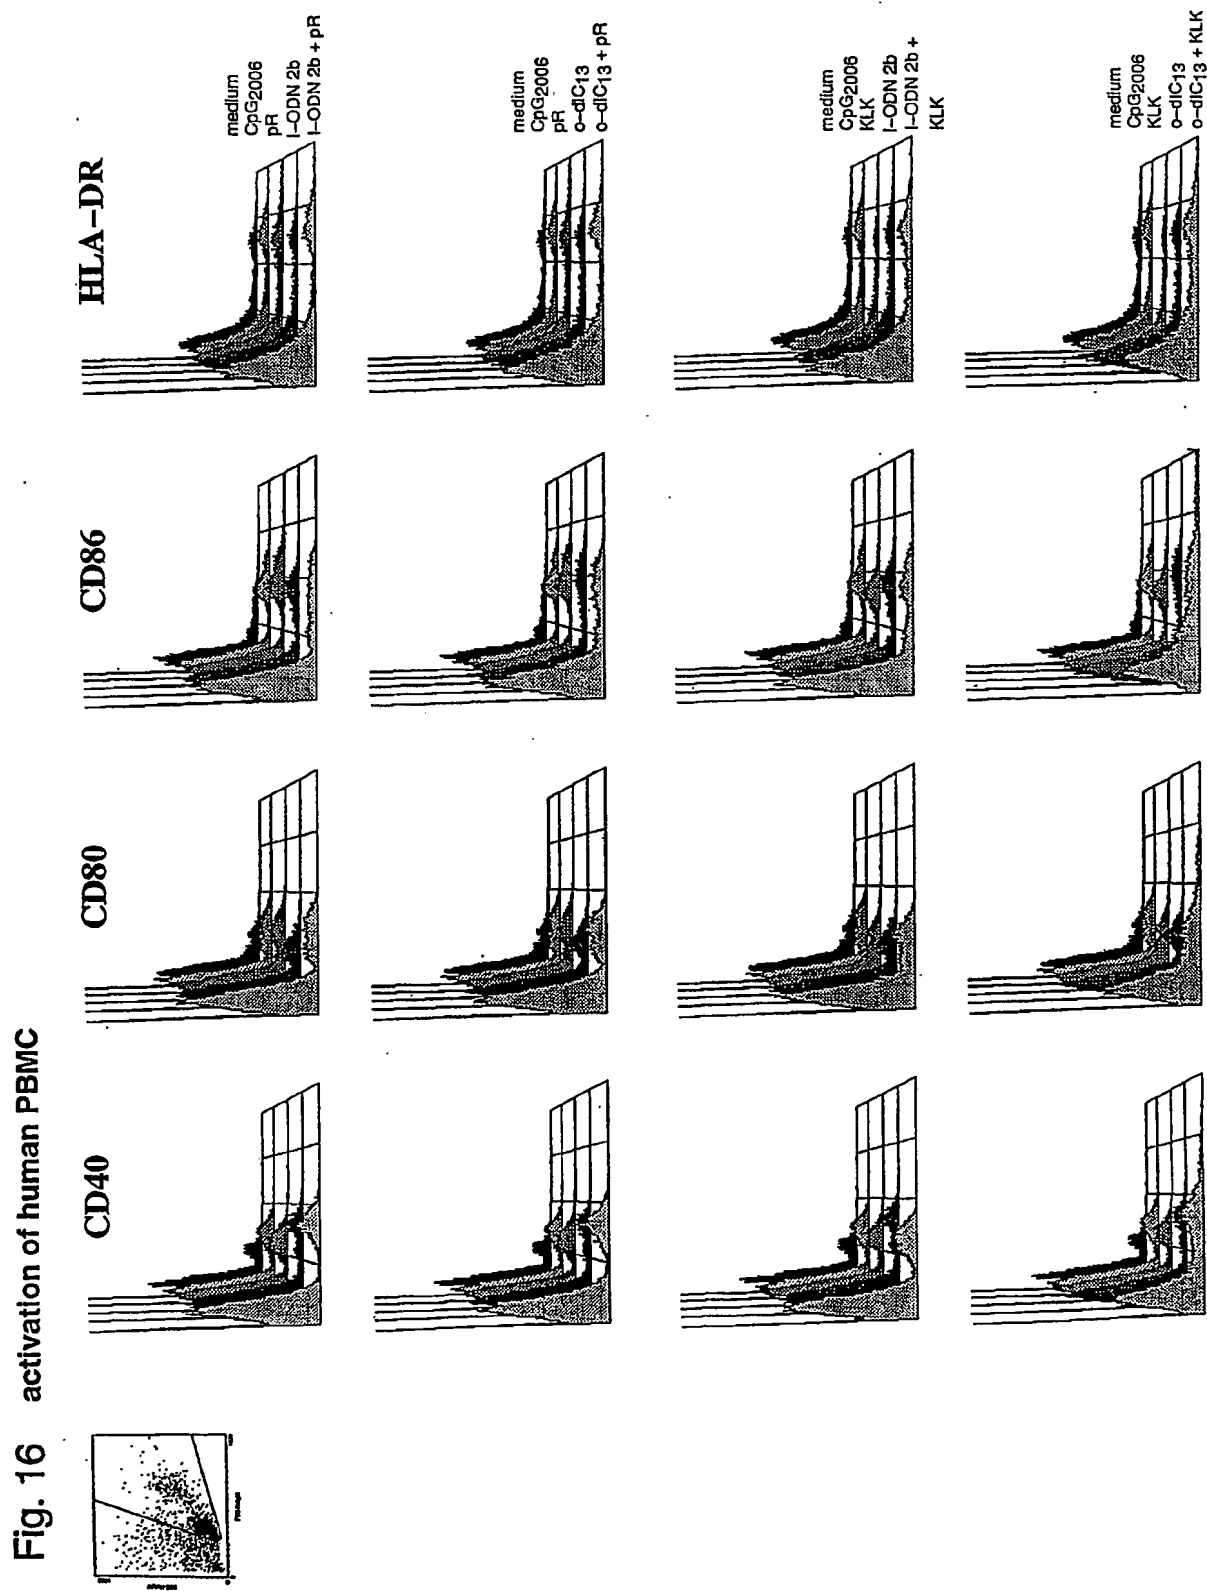 Fig. 16 activation of human PBMC
CD40
CD80
CD86
HLA-DR
medium
CpG2006
pR
I-ODN 2b
I-ODN 2b + pR
medium
CpG2006
pR
o-dIC13
o-dIC13 + pR
medium
CpG2006
KLK
I-ODN 2b
I-ODN 2b +
KLK
medium
CpG2006
KLK
o-dIC13
o-dIC13 + KLK